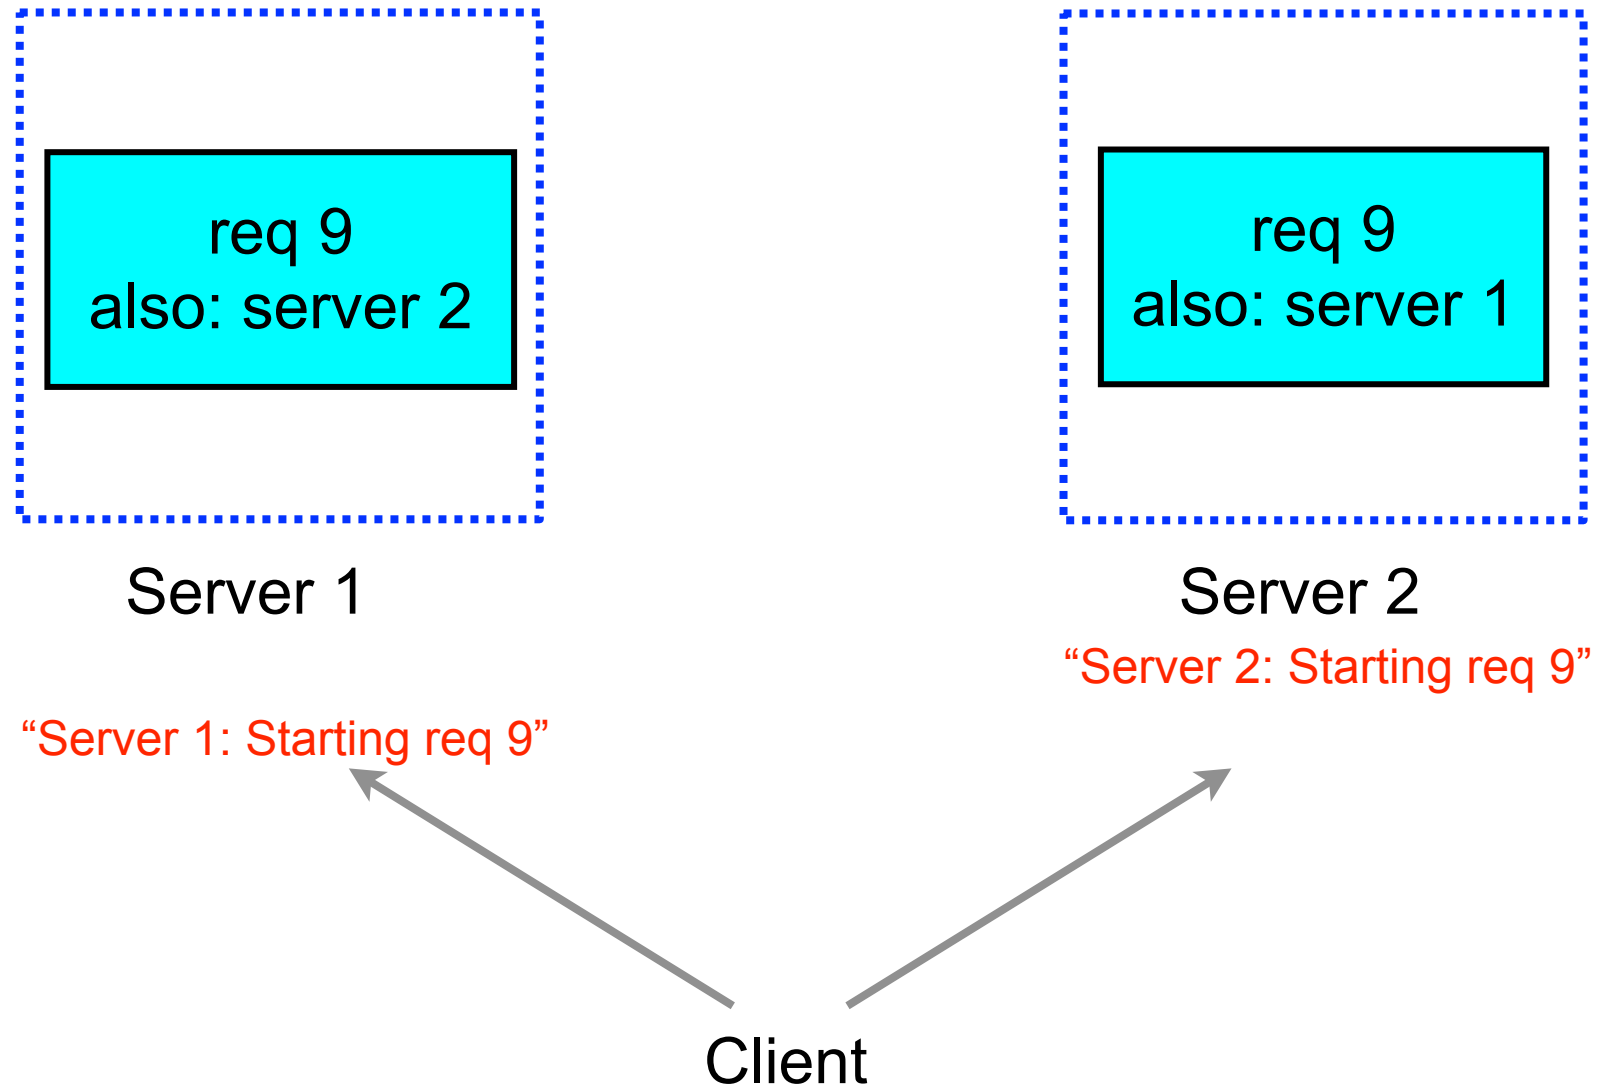 req 9
also: server 2
req 9
also: server 1
Server 1
Server 2
“Server 2: Starting req 9”
“Server 1: Starting req 9”
Client